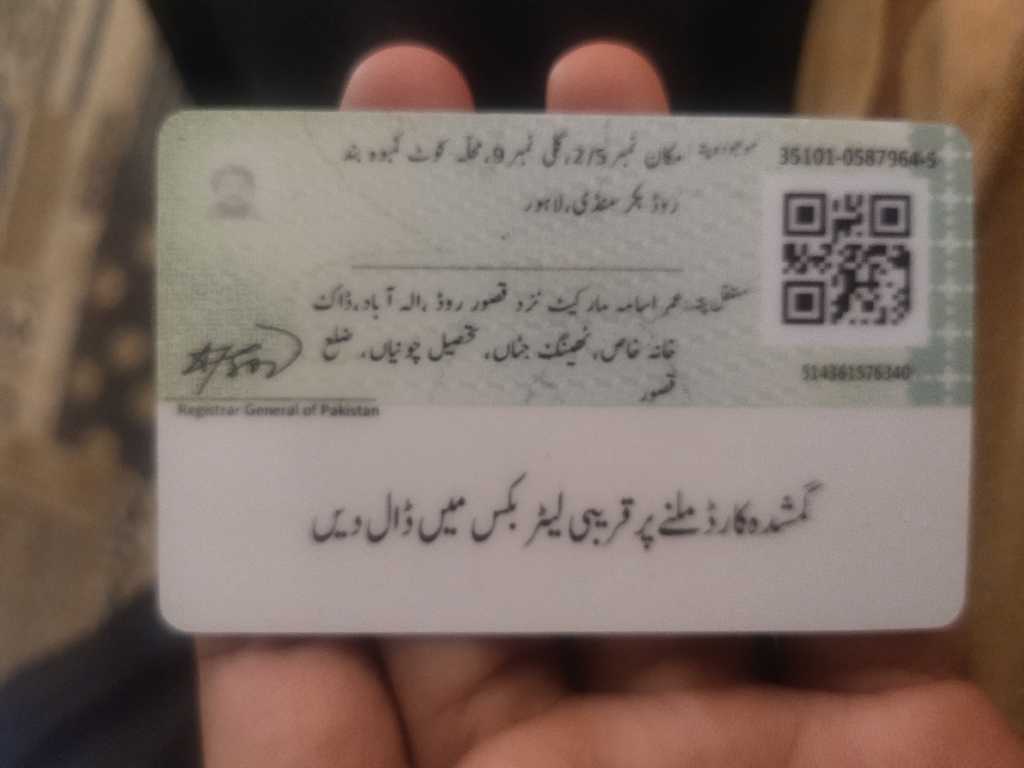 موجودہ پتہ مکان نمبر 2/5،گلی نمبر 9،محلہ کوٹ کمبوہ بند
روڈ بکر منڈی،لاہور
35101-0587964-5
مستقل پتہ عمر اسامہ مارکیٹ نزد قصور روڈ ،الہ آباد،ڈاک
خانہ خاص، ٹھینگ جٹاں، تحصیل چونیاں، ضلع
قصور
514361576340
Registrar General of Pakistan
گمشدہ کارڈ ملنے پر قریبی لیٹر بکس میں ڈال دیں